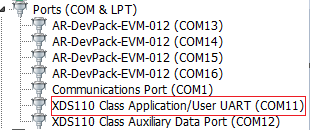 Ports (COM & LPT)
AR-DevPack-EVM-012 (COM13)
AR-DevPack-EVM-012 (COM14)
AR-DevPack-EVM-012 (COM15)
AR-DevPack-EVM-012 (COM16)
Communications Port (COM1)
XDS110 Class Application/User UART (COM11)
XDS110 Class Auxiliary Data Port (COM12)